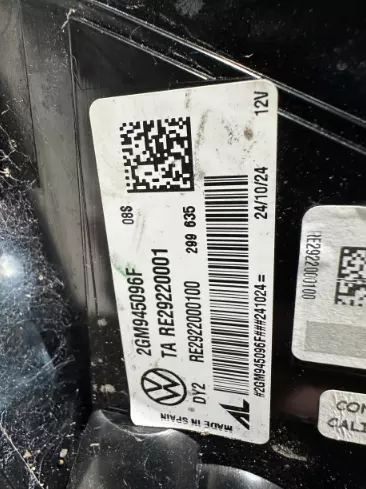 12V
08S
299 635
24/10/24
2GM945096F
TA RE29220001
RE2922000100
DY2
#2GM945096F###241024=
MADE IN SPAIN
AL
RE2922000100